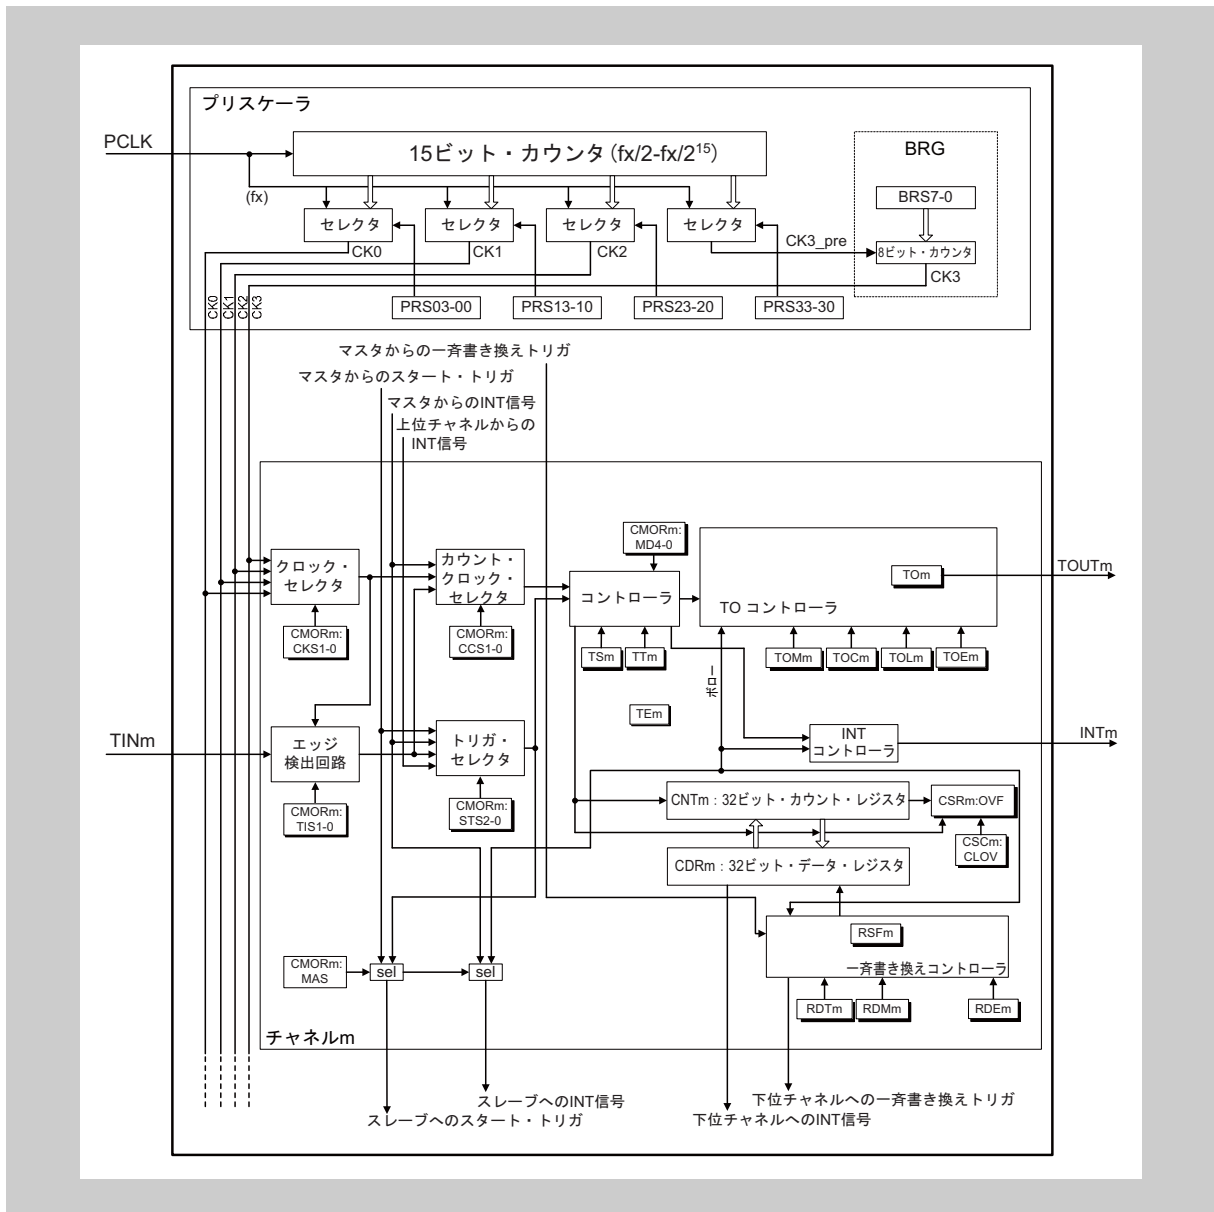 プリスケーラ
PCLK
15ビット・カウンタ (fx/2-fx/2¹⁵)
BRG
(fx)
BRS7-0
セレクタ
セレクタ
セレクタ
セレクタ
CK3_pre
8ビット・カウンタ
CK0
CK1
CK2
CK3
CK0
CK1
CK2
CK3
PRS03-00
PRS13-10
PRS23-20
PRS33-30
マスタからの一斉書き換えトリガ
マスタからのスタート・トリガ
マスタからのINT信号
上位チャネルからの
INT信号
CMORm:
MD4-0
クロック・
セレクタ
カウント・
クロック・
セレクタ
コントローラ
TOm
TOUTm
TO コントローラ
CMORm:
CKS1-0
CMORm:
CCS1-0
TSm
TTm
TOMm
TOCm
TOLm
TOEm
ボロー
TEm
TINm
エッジ
検出回路
トリガ・
セレクタ
INT
コントローラ
INTm
CMORm:
TIS1-0
CMORm:
STS2-0
CNTm : 32ビット・カウント・レジスタ
CSRm:OVF
CSCm:
CLOV
CDRm : 32ビット・データ・レジスタ
RSFm
一斉書き換えコントローラ
CMORm:
MAS
sel
sel
RDTm
RDMm
RDEm
チャネルm
スレーブへのINT信号
スレーブへのスタート・トリガ
下位チャネルへの一斉書き換えトリガ
下位チャネルへのINT信号